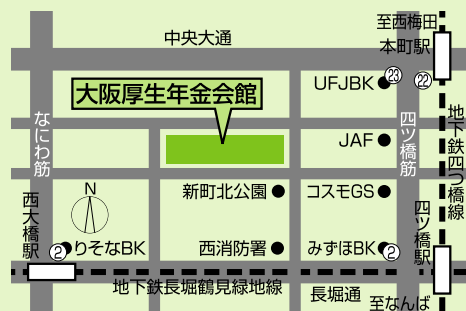 至西梅田
中央大通
本町駅
UFJBK
23
22
大阪厚生年金会館
なにわ筋
四ツ橋筋
地下鉄四つ橋線
JAF
N
新町北公園
コスモGS
西大橋駅
四ツ橋駅
2
りそなBK
西消防署
みずほBK
2
地下鉄長堀鶴見緑地線
長堀通
至なんば